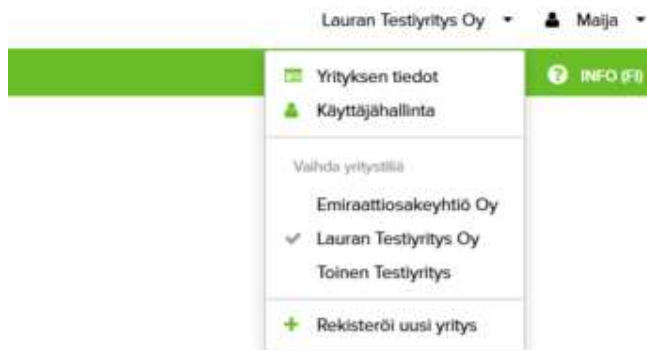 Lauran Testiyritys Oy Maija
Yrityksen tiedot INFO (FI)
Käyttäjähallinta
Vaihda yritystiliä
Emiraattiosakeyhtiö Oy
Lauran Testiyritys Oy
Toinen Testiyritys
Rekisteröi uusi yritys